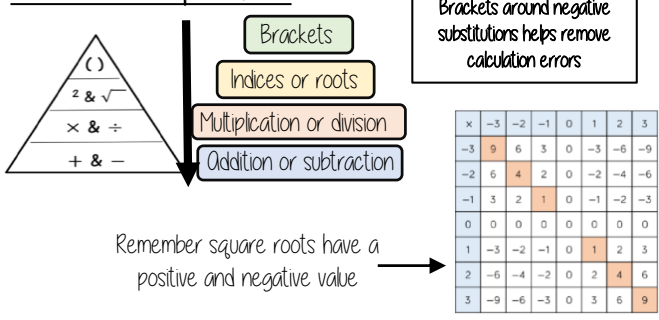 Brackets around negative
substitutions helps remove
calculation errors
( )
² & √
× & ÷
+ & −
Brackets
Indices or roots
Multiplication or division
Addition or subtraction
× −3 −2 −1 0 1 2 3
−3 9 6 3 0 −3 −6 −9
−2 6 4 2 0 −2 −4 −6
−1 3 2 1 0 −1 −2 −3
0 0 0 0 0 0 0 0
1 −3 −2 −1 0 1 2 3
2 −6 −4 −2 0 2 4 6
3 −9 −6 −3 0 3 6 9
Remember square roots have a
positive and negative value